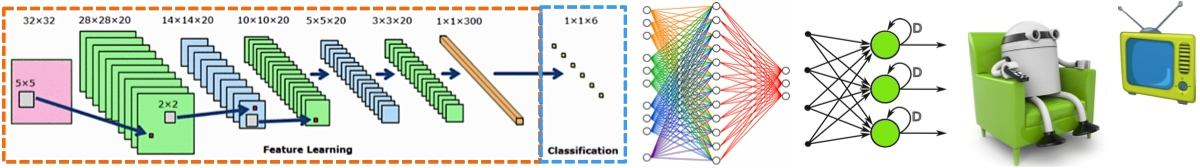 32×32
28×28×20
14×14×20
10×10×20
5×5×20
3×3×20
1×1×300
1×1×6
5×5
2×2
Feature Learning
Classification
D
D
D